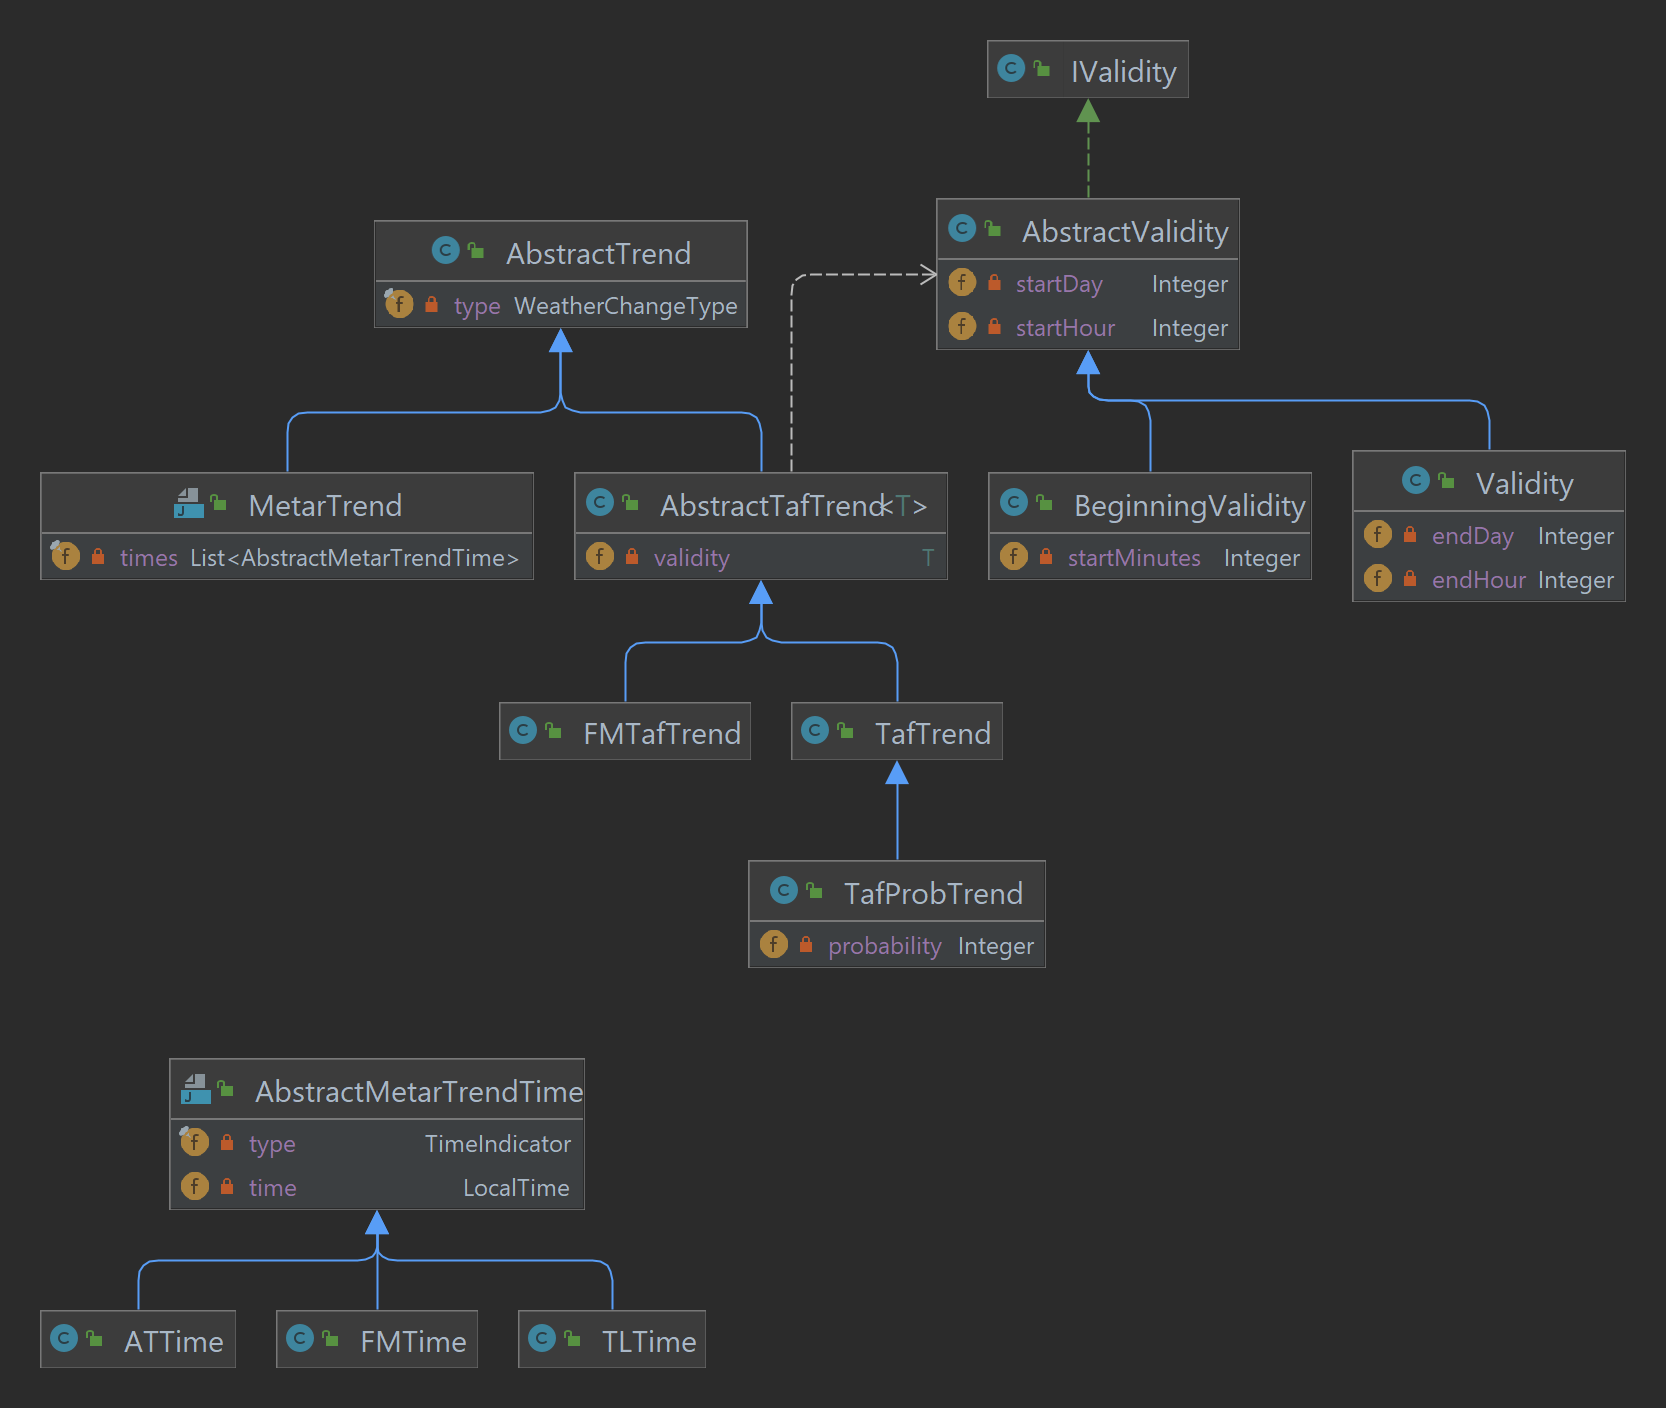 IValidity
AbstractValidity
startDay Integer
startHour Integer
AbstractTrend
type WeatherChangeType
MetarTrend
times List<AbstractMetarTrendTime>
AbstractTafTrend<T>
validity T
BeginningValidity
startMinutes Integer
Validity
endDay Integer
endHour Integer
FMTafTrend
TafTrend
TafProbTrend
probability Integer
AbstractMetarTrendTime
type TimeIndicator
time LocalTime
ATTime
FMTime
TLTime